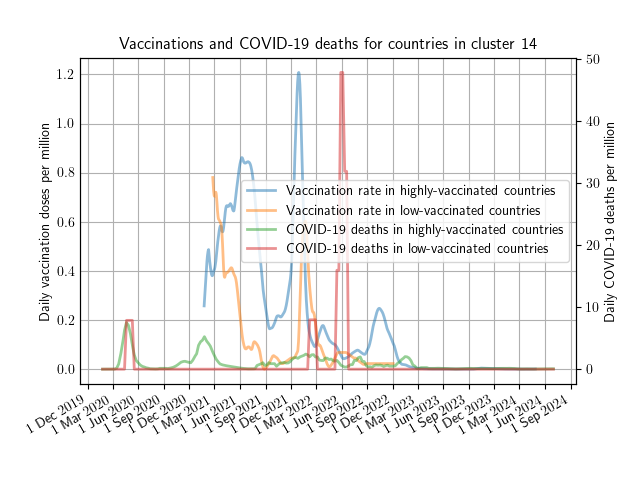 Vaccinations and COVID-19 deaths for countries in cluster 14
Daily vaccination doses per million
1.2
1.0
0.8
0.6
0.4
0.2
0.0
50
40
30
20
10
0
Daily COVID-19 deaths per million
Vaccination rate in highly-vaccinated countries
Vaccination rate in low-vaccinated countries
COVID-19 deaths in highly-vaccinated countries
COVID-19 deaths in low-vaccinated countries
1 Dec 2019
1 Mar 2020
1 Jun 2020
1 Sep 2020
1 Dec 2020
1 Mar 2021
1 Jun 2021
1 Sep 2021
1 Dec 2021
1 Mar 2022
1 Jun 2022
1 Sep 2022
1 Dec 2022
1 Mar 2023
1 Jun 2023
1 Sep 2023
1 Dec 2023
1 Mar 2024
1 Jun 2024
1 Sep 2024